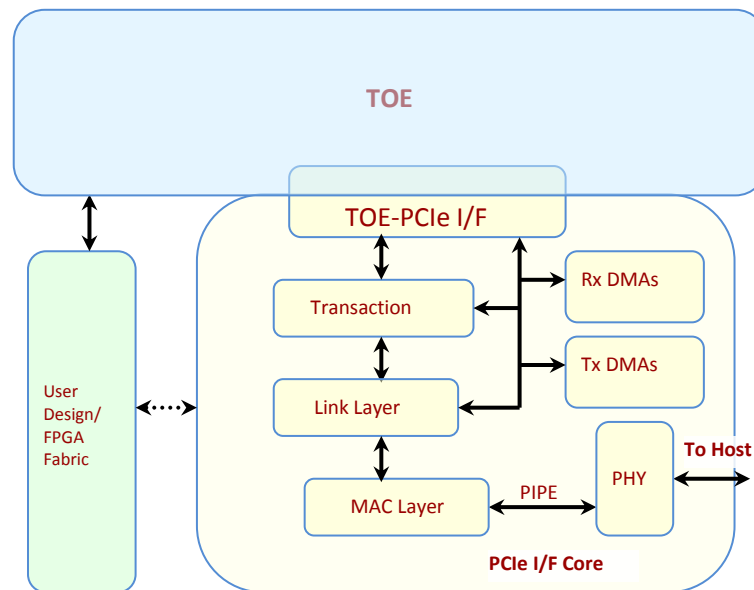 TOE
TOE-PCIe I/F
Rx DMAs
Transaction
Tx DMAs
User
Design/
FPGA
Fabric
Link Layer
To Host
PHY
PIPE
MAC Layer
PCIe I/F Core